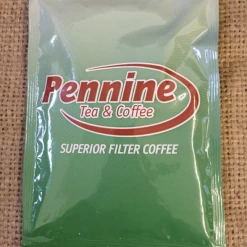 Pennine
Tea & Coffee
SUPERIOR FILTER COFFEE